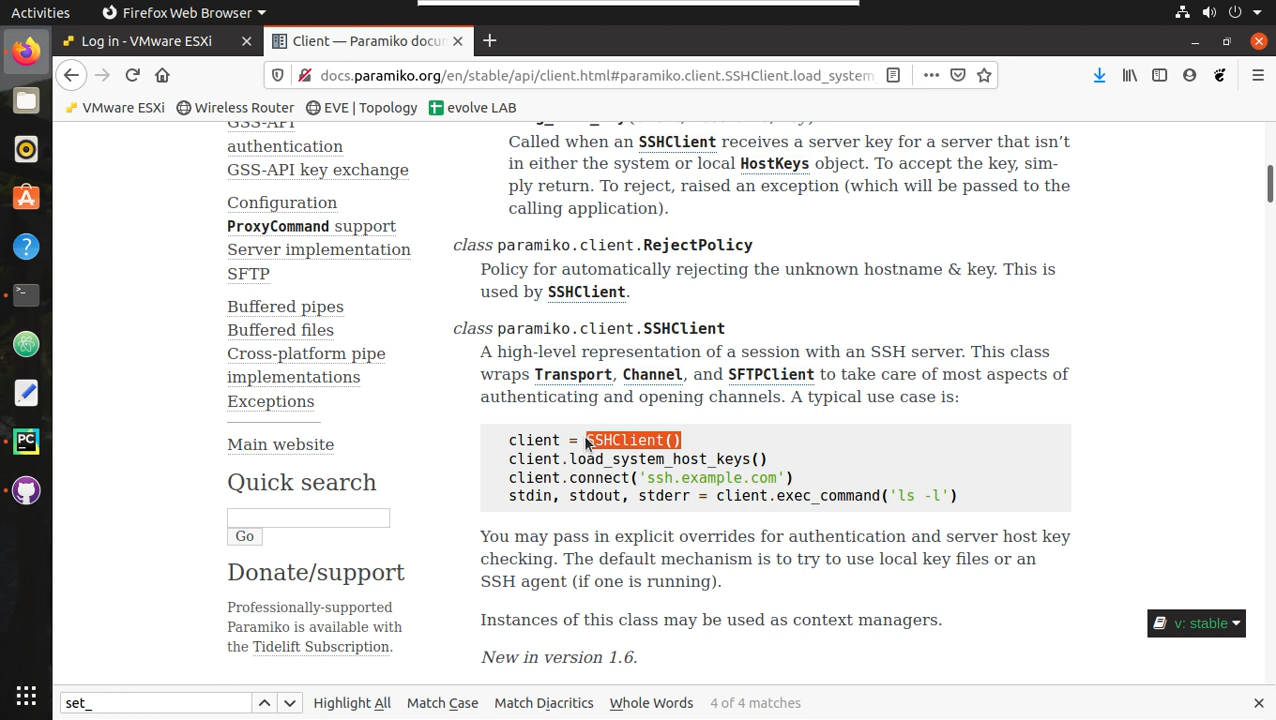 Activities Firefox Web Browser
Log in - VMware ESXi Client — Paramiko docu
docs.paramiko.org/en/stable/api/client.html#paramiko.client.SSHClient.load_system_
VMware ESXi Wireless Router EVE | Topology evolve LAB
GSS-API
authentication
GSS-API key exchange
Configuration
ProxyCommand support
Server implementation
SFTP
Buffered pipes
Buffered files
Cross-platform pipe
implementations
Exceptions
Main website
Quick search
Go
Donate/support
Professionally-supported
Paramiko is available with
the Tidelift Subscription.
Called when an SSHClient receives a server key for a server that isn’t
in either the system or local HostKeys object. To accept the key, sim-
ply return. To reject, raised an exception (which will be passed to the
calling application).
class paramiko.client.RejectPolicy
Policy for automatically rejecting the unknown hostname & key. This is
used by SSHClient.
class paramiko.client.SSHClient
A high-level representation of a session with an SSH server. This class
wraps Transport, Channel, and SFTPClient to take care of most aspects of
authenticating and opening channels. A typical use case is:
client = SSHClient()
client.load_system_host_keys()
client.connect('ssh.example.com')
stdin, stdout, stderr = client.exec_command('ls -l')
You may pass in explicit overrides for authentication and server host key
checking. The default mechanism is to try to use local key files or an
SSH agent (if one is running).
Instances of this class may be used as context managers.
New in version 1.6.
v: stable
set_ Highlight All Match Case Match Diacritics Whole Words 4 of 4 matches